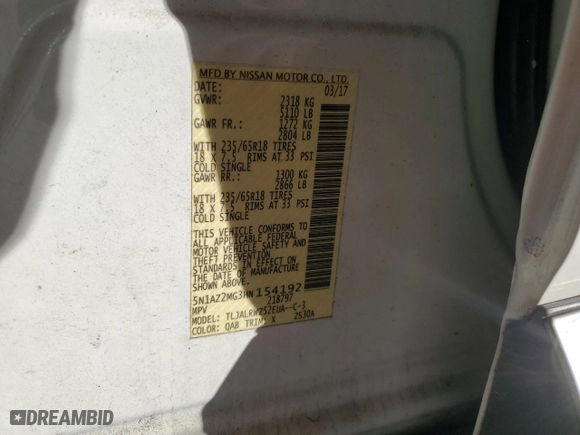 MFD BY NISSAN MOTOR CO., LTD.
DATE: 03/17
GVWR: 2318 KG
5110 LB
GAWR FR.: 1272 KG
2804 LB
WITH 235/65R18 TIRES
18 X 7.5 RIMS AT 33 PSI
COLD SINGLE
GAWR RR.: 1300 KG
2866 LB
WITH 235/65R18 TIRES
18 X 7.5 RIMS AT 33 PSI
COLD SINGLE
THIS VEHICLE CONFORMS TO
ALL APPLICABLE FEDERAL
MOTOR VEHICLE SAFETY AND
THEFT PREVENTION
STANDARDS IN EFFECT ON
THE DATE OF MANUFACTURE
SHOWN ABOVE.
5N1AZ2MG3HN154192
MPV 218797
MODEL: TLJALRWZ52EUA--C-3
COLOR: QAB TRIM: X 2S30A
DREAMBID